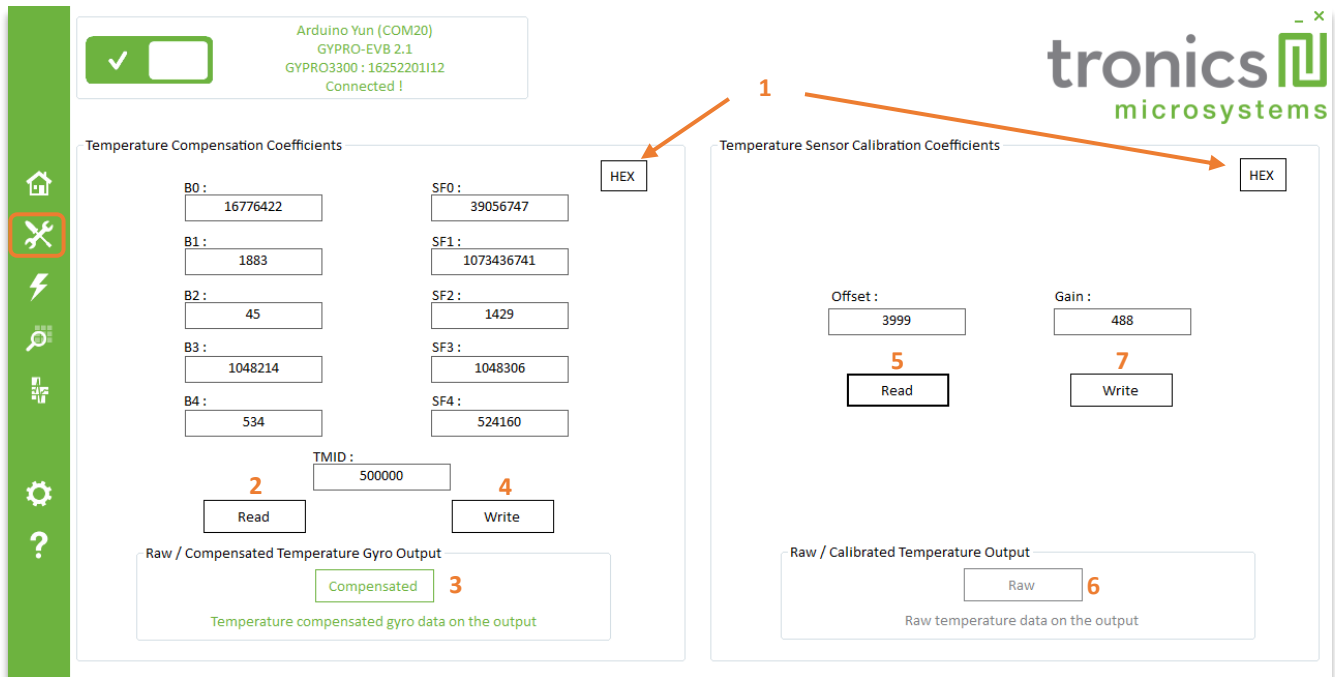 Arduino Yun (COM20)
GYPRO-EVB 2.1
GYPRO3300 : 16252201I12
Connected !
_ ×
tronics
microsystems
1
Temperature Compensation Coefficients
HEX
B0 :
16776422
SF0 :
39056747
B1 :
1883
SF1 :
1073436741
B2 :
45
SF2 :
1429
B3 :
1048214
SF3 :
1048306
B4 :
534
SF4 :
524160
TMID :
500000
2
Read
4
Write
Raw / Compensated Temperature Gyro Output
Compensated
3
Temperature compensated gyro data on the output
Temperature Sensor Calibration Coefficients
HEX
Offset :
3999
Gain :
488
5
Read
7
Write
Raw / Calibrated Temperature Output
Raw
6
Raw temperature data on the output
?